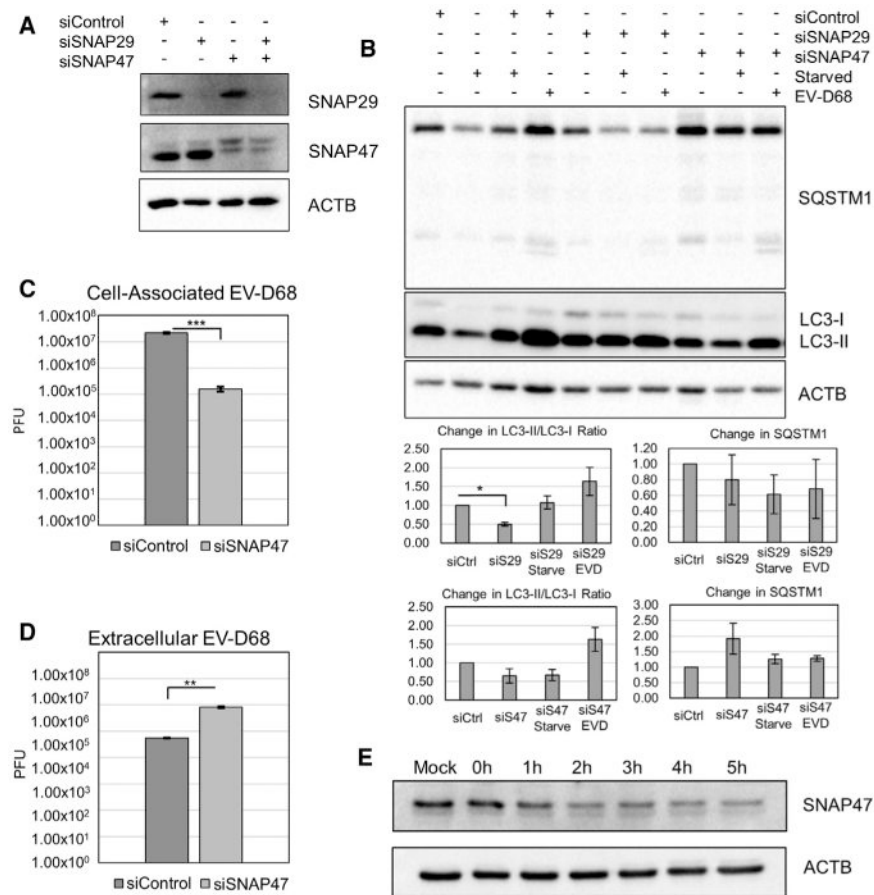 A
siControl + - - -
siSNAP29 - + - +
siSNAP47 - - + +
SNAP29
SNAP47
ACTB
B
+ - + + - - - - - - siControl
- - - - + + + - - - siSNAP29
- - - - - - - + + + siSNAP47
- + + - - + - - + - Starved
- - - + - - + - - + EV-D68
SQSTM1
LC3-I
LC3-II
ACTB
Change in LC3-II/LC3-I Ratio
2.50
2.00
1.50
1.00
0.50
0.00
*
siCtrl siS29 siS29 Starve siS29 EVD
Change in SQSTM1
1.20
1.00
0.80
0.60
0.40
0.20
0.00
siCtrl siS29 siS29 Starve siS29 EVD
Change in LC3-II/LC3-I Ratio
2.50
2.00
1.50
1.00
0.50
0.00
siCtrl siS47 siS47 Starve siS47 EVD
Change in SQSTM1
3.00
2.50
2.00
1.50
1.00
0.50
0.00
siCtrl siS47 siS47 Starve siS47 EVD
C
Cell-Associated EV-D68
PFU
1.00x10⁸
1.00x10⁷
1.00x10⁶
1.00x10⁵
1.00x10⁴
1.00x10³
1.00x10²
1.00x10¹
1.00x10⁰
***
siControl siSNAP47
D
Extracellular EV-D68
PFU
1.00x10⁸
1.00x10⁷
1.00x10⁶
1.00x10⁵
1.00x10⁴
1.00x10³
1.00x10²
1.00x10¹
1.00x10⁰
**
siControl siSNAP47
E
Mock 0h 1h 2h 3h 4h 5h
SNAP47
ACTB